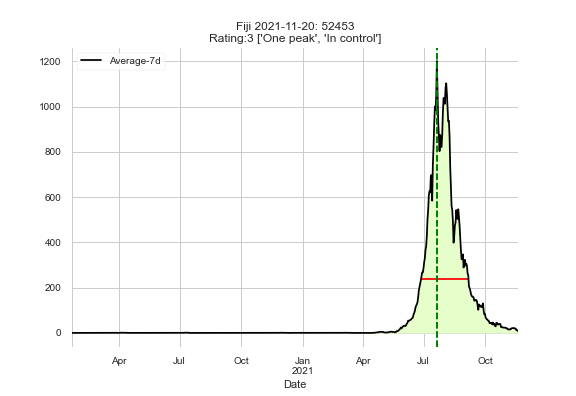 Fiji 2021-11-20: 52453
Rating:3 ['One peak', 'In control']
Average-7d
1200
1000
800
600
400
200
0
Apr Jul Oct Jan Apr Jul Oct
2021
Date